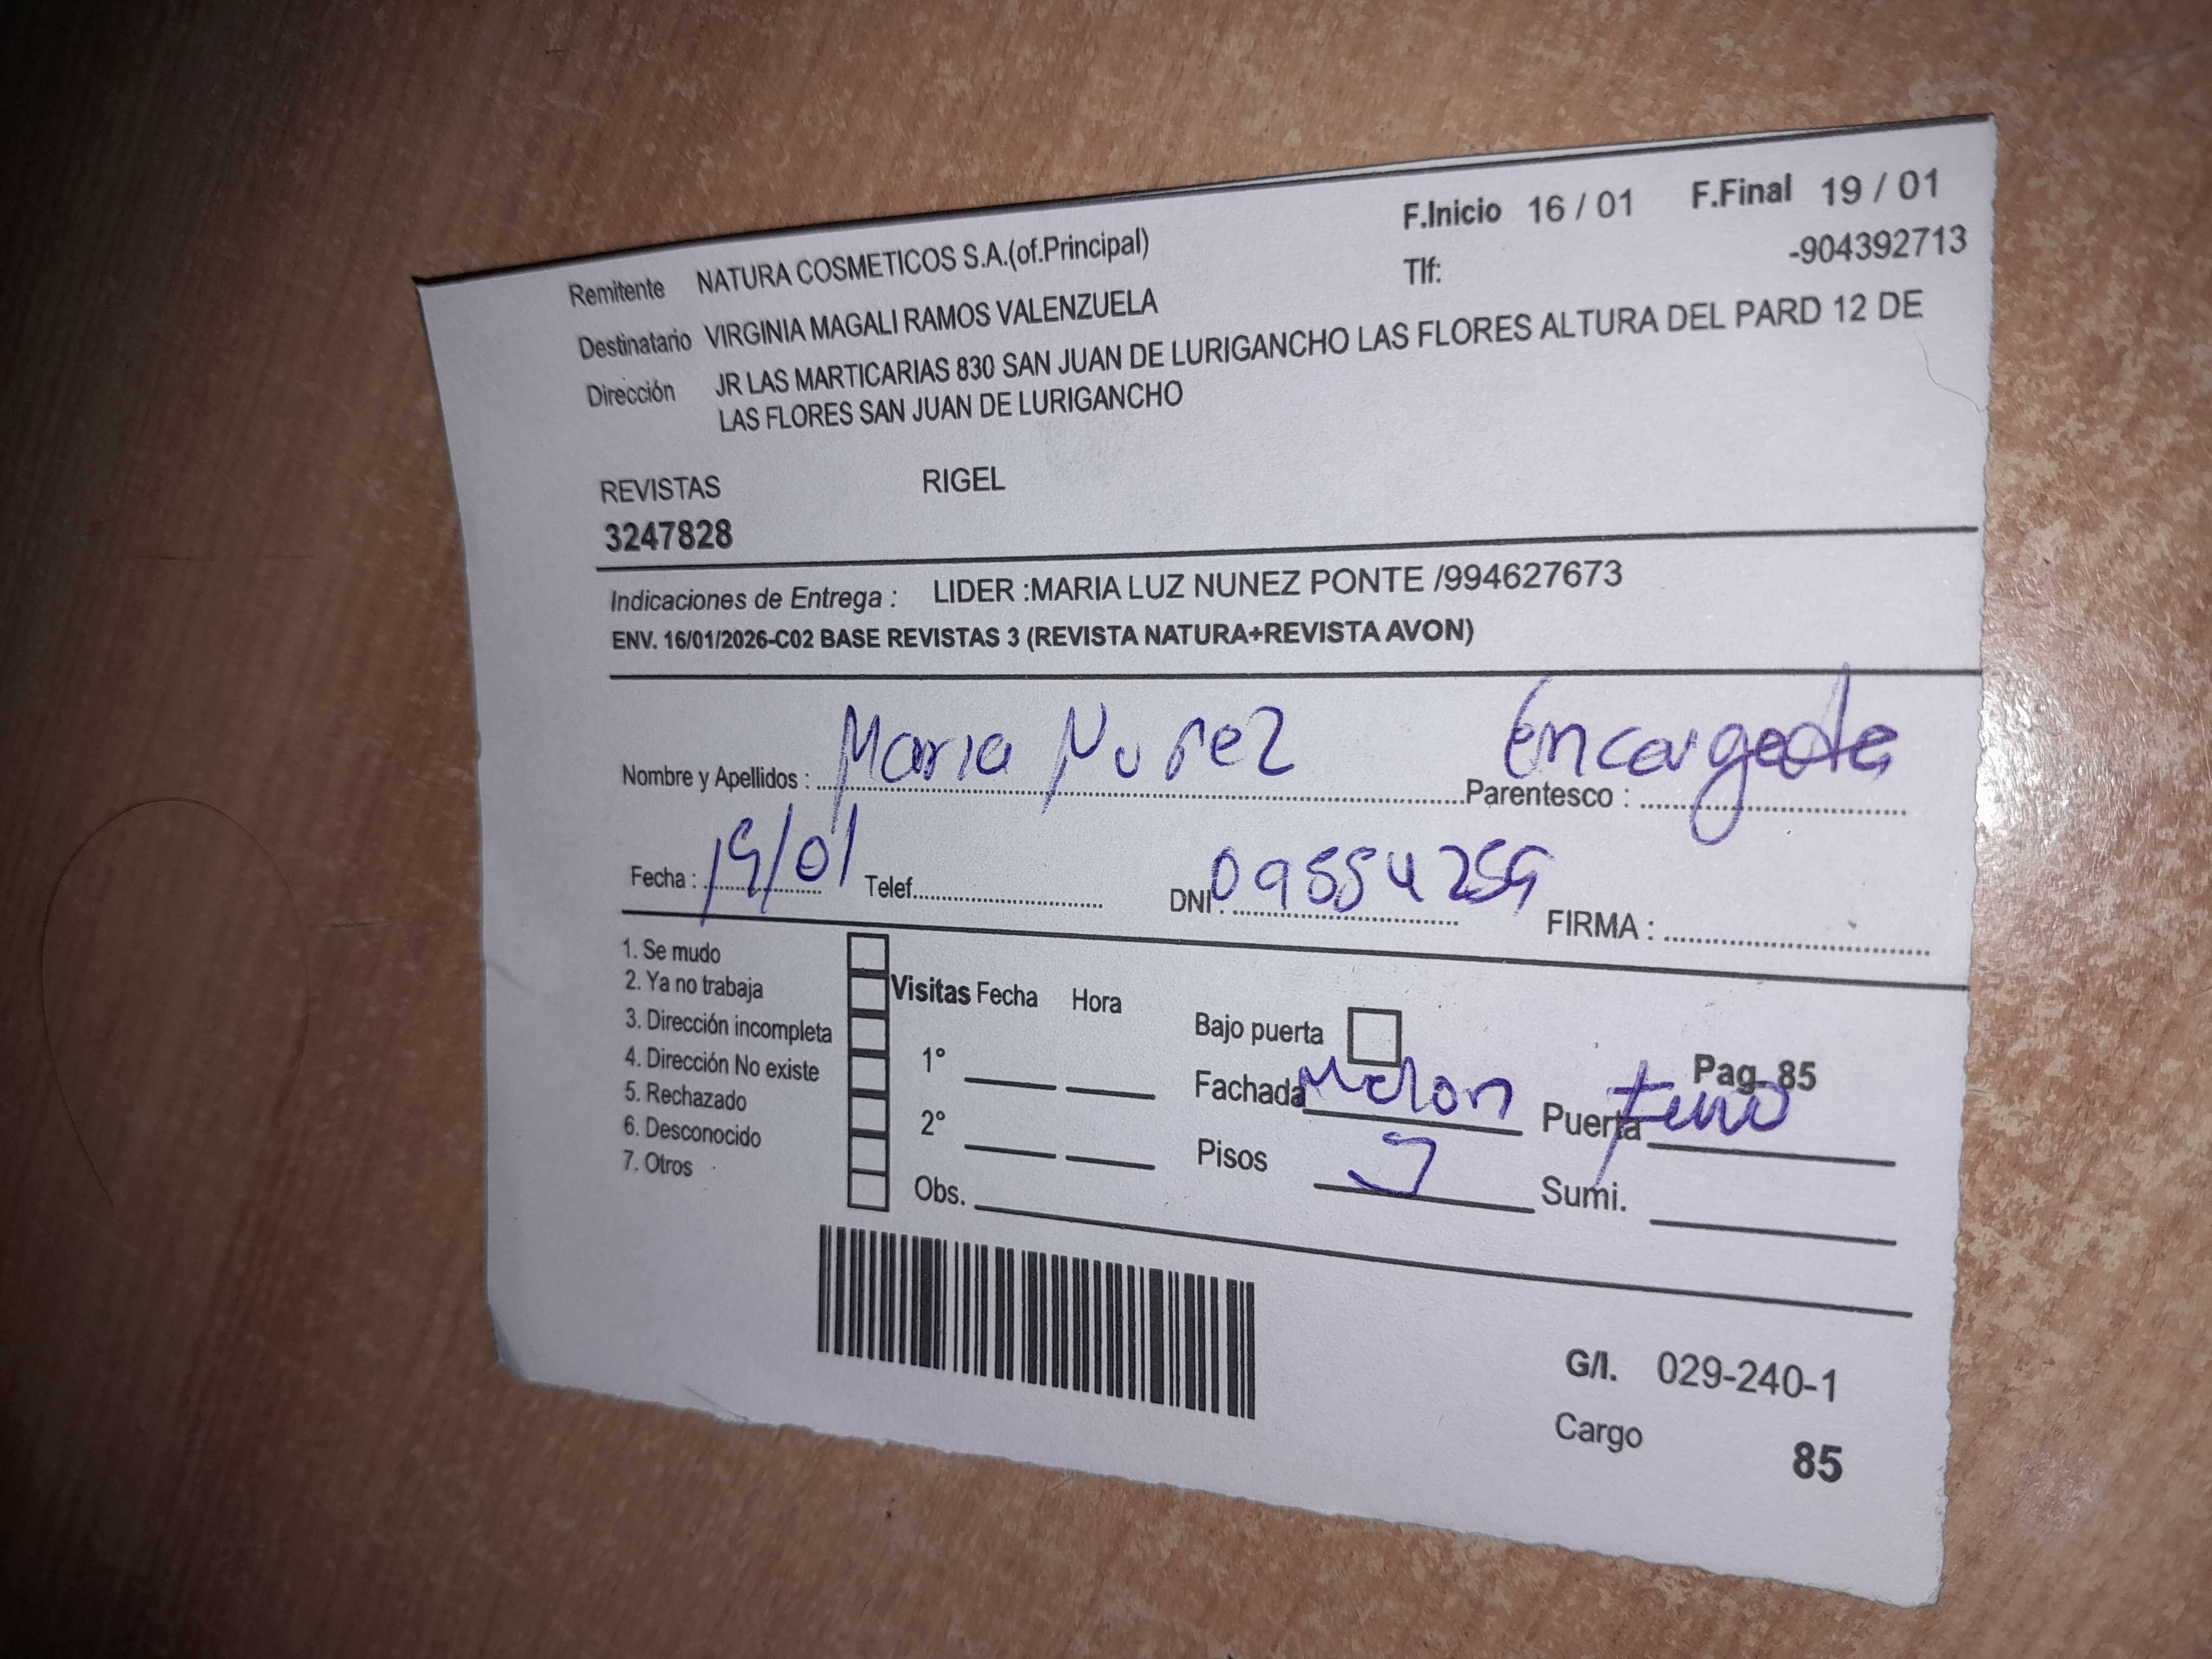 F.Inicio 16 / 01 F.Final 19 / 01
Remitente NATURA COSMETICOS S.A.(of.Principal) Tlf: -904392713
Destinatario VIRGINIA MAGALI RAMOS VALENZUELA
Dirección JR LAS MARTICARIAS 830 SAN JUAN DE LURIGANCHO LAS FLORES ALTURA DEL PARD 12 DE
LAS FLORES SAN JUAN DE LURIGANCHO
REVISTAS RIGEL
3247828
Indicaciones de Entrega : LIDER :MARIA LUZ NUNEZ PONTE /994627673
ENV. 16/01/2026-C02 BASE REVISTAS 3 (REVISTA NATURA+REVISTA AVON)
Nombre y Apellidos : Maria Nuñez Parentesco : Encargada
Fecha : 19/01 Telef. DNI : FIRMA :
1. Se mudo
2. Ya no trabaja
3. Dirección incompleta
4. Dirección No existe
5. Rechazado
6. Desconocido
7. Otros
Visitas Fecha Hora
1°
2°
Obs.
Bajo puerta
Pag. 85
Fachada Melon Puerta
Pisos Sumi.
G/I. 029-240-1
Cargo 85